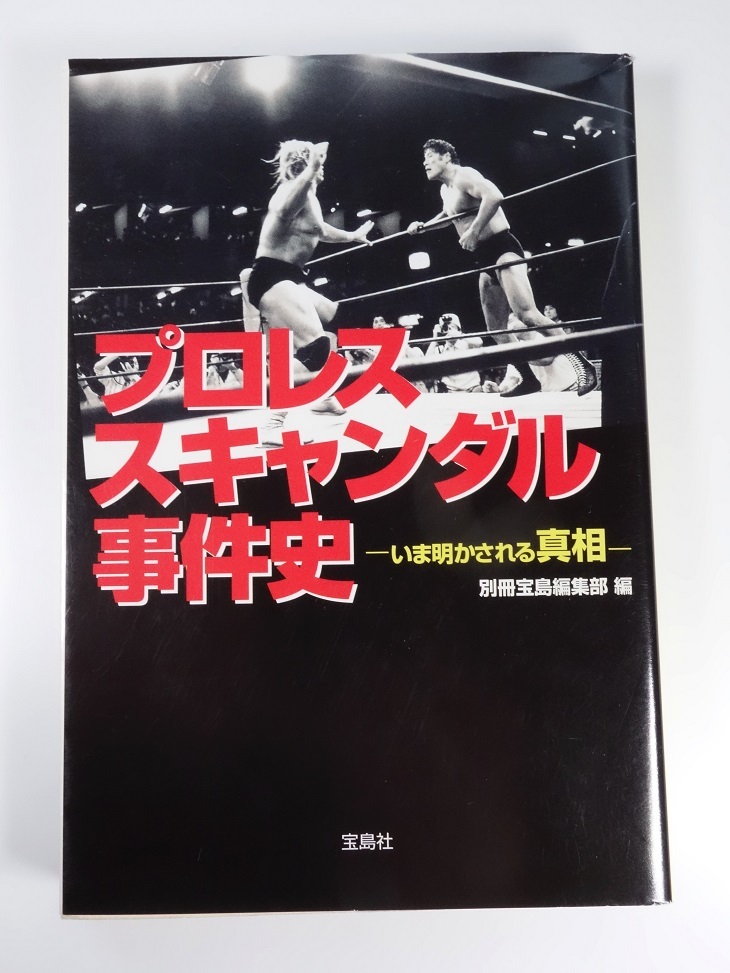 プロレス
スキャンダル
事件史
―いま明かされる真相―
別冊宝島編集部 編
宝島社